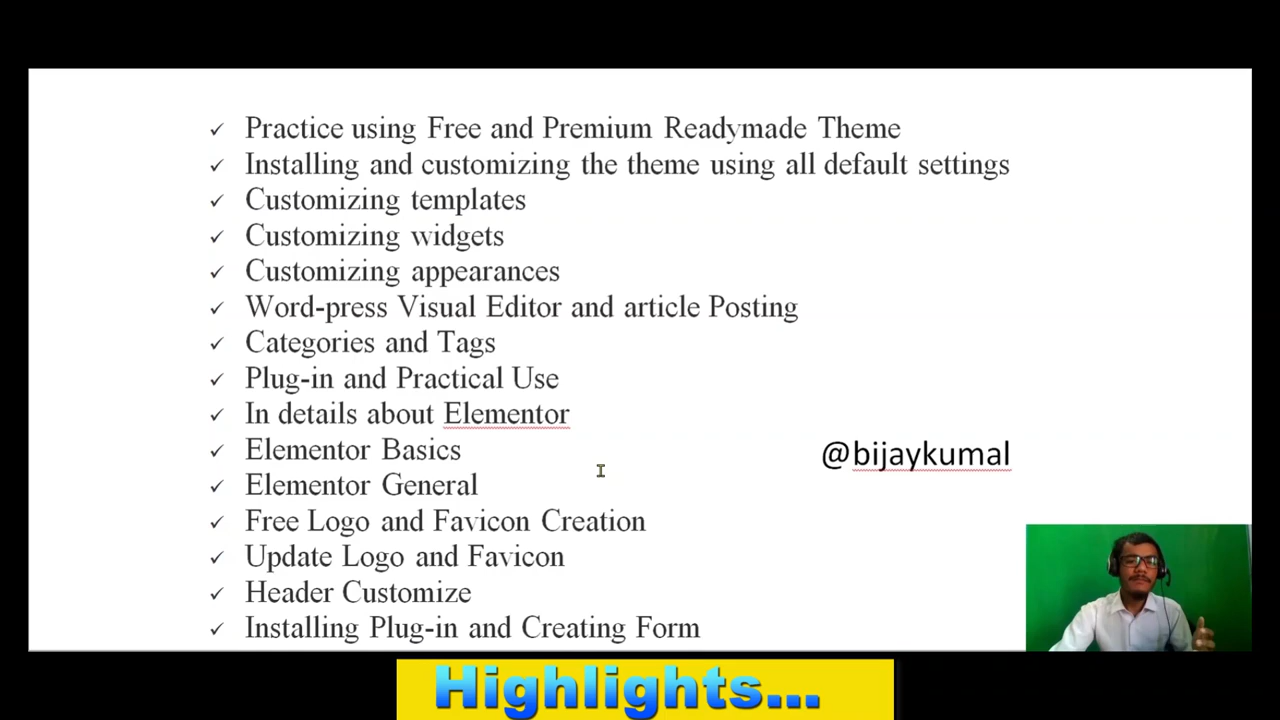 Practice using Free and Premium Readymade Theme
Installing and customizing the theme using all default settings
Customizing templates
Customizing widgets
Customizing appearances
Word-press Visual Editor and article Posting
Categories and Tags
Plug-in and Practical Use
In details about Elementor
Elementor Basics
@bijaykumal
Elementor General
Free Logo and Favicon Creation
Update Logo and Favicon
Header Customize
Installing Plug-in and Creating Form
Highlights...